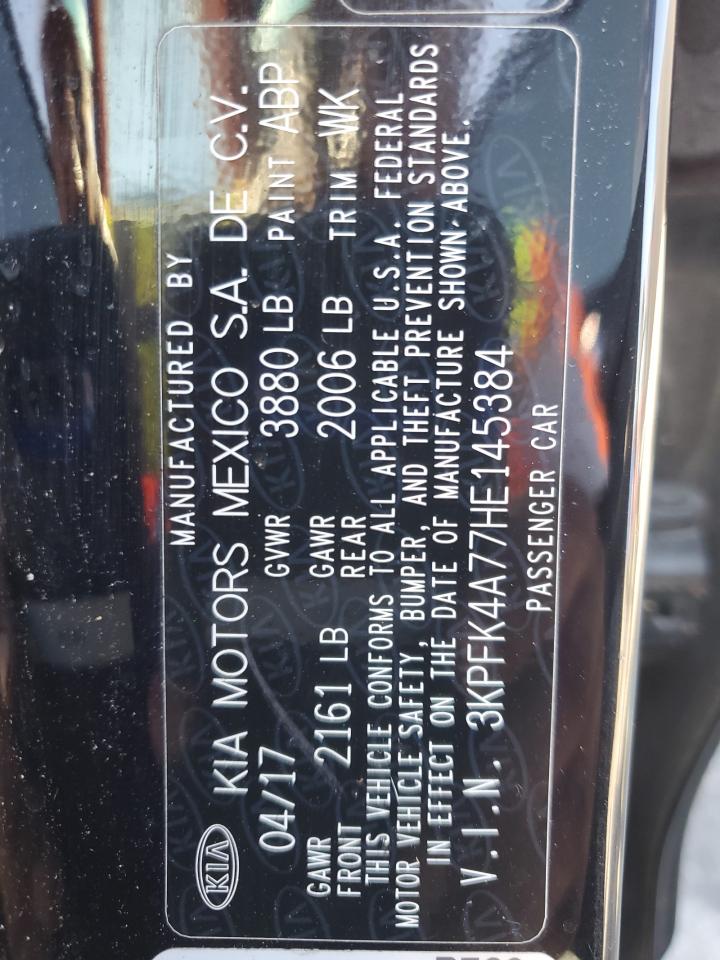 MANUFACTURED BY
KIA KIA MOTORS MEXICO S.A. DE C.V.
04/17 GVWR 3880 LB PAINT ABP
GAWR FRONT 2161 LB GAWR REAR 2006 LB TRIM WK
THIS VEHICLE CONFORMS TO ALL APPLICABLE U.S.A. FEDERAL
MOTOR VEHICLE SAFETY, BUMPER, AND THEFT PREVENTION STANDARDS
IN EFFECT ON THE DATE OF MANUFACTURE SHOWN ABOVE.
V.I.N. 3KPFK4A77HE145384
PASSENGER CAR